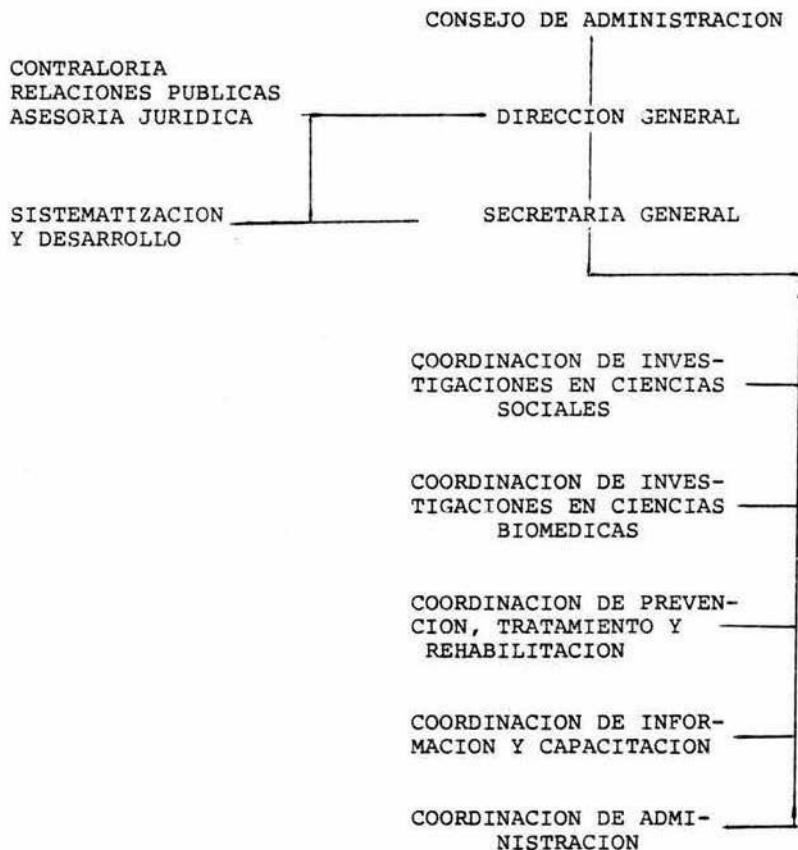 CONSEJO DE ADMINISTRACION
CONTRALORIA
RELACIONES PUBLICAS
ASESORIA JURIDICA
DIRECCION GENERAL
SISTEMATIZACION
Y DESARROLLO
SECRETARIA GENERAL
COORDINACION DE INVES-
TIGACIONES EN CIENCIAS
SOCIALES
COORDINACION DE INVES-
TIGACIONES EN CIENCIAS
BIOMEDICAS
COORDINACION DE PREVEN-
CION, TRATAMIENTO Y
REHABILITACION
COORDINACION DE INFOR-
MACION Y CAPACITACION
COORDINACION DE ADMI-
NISTRACION